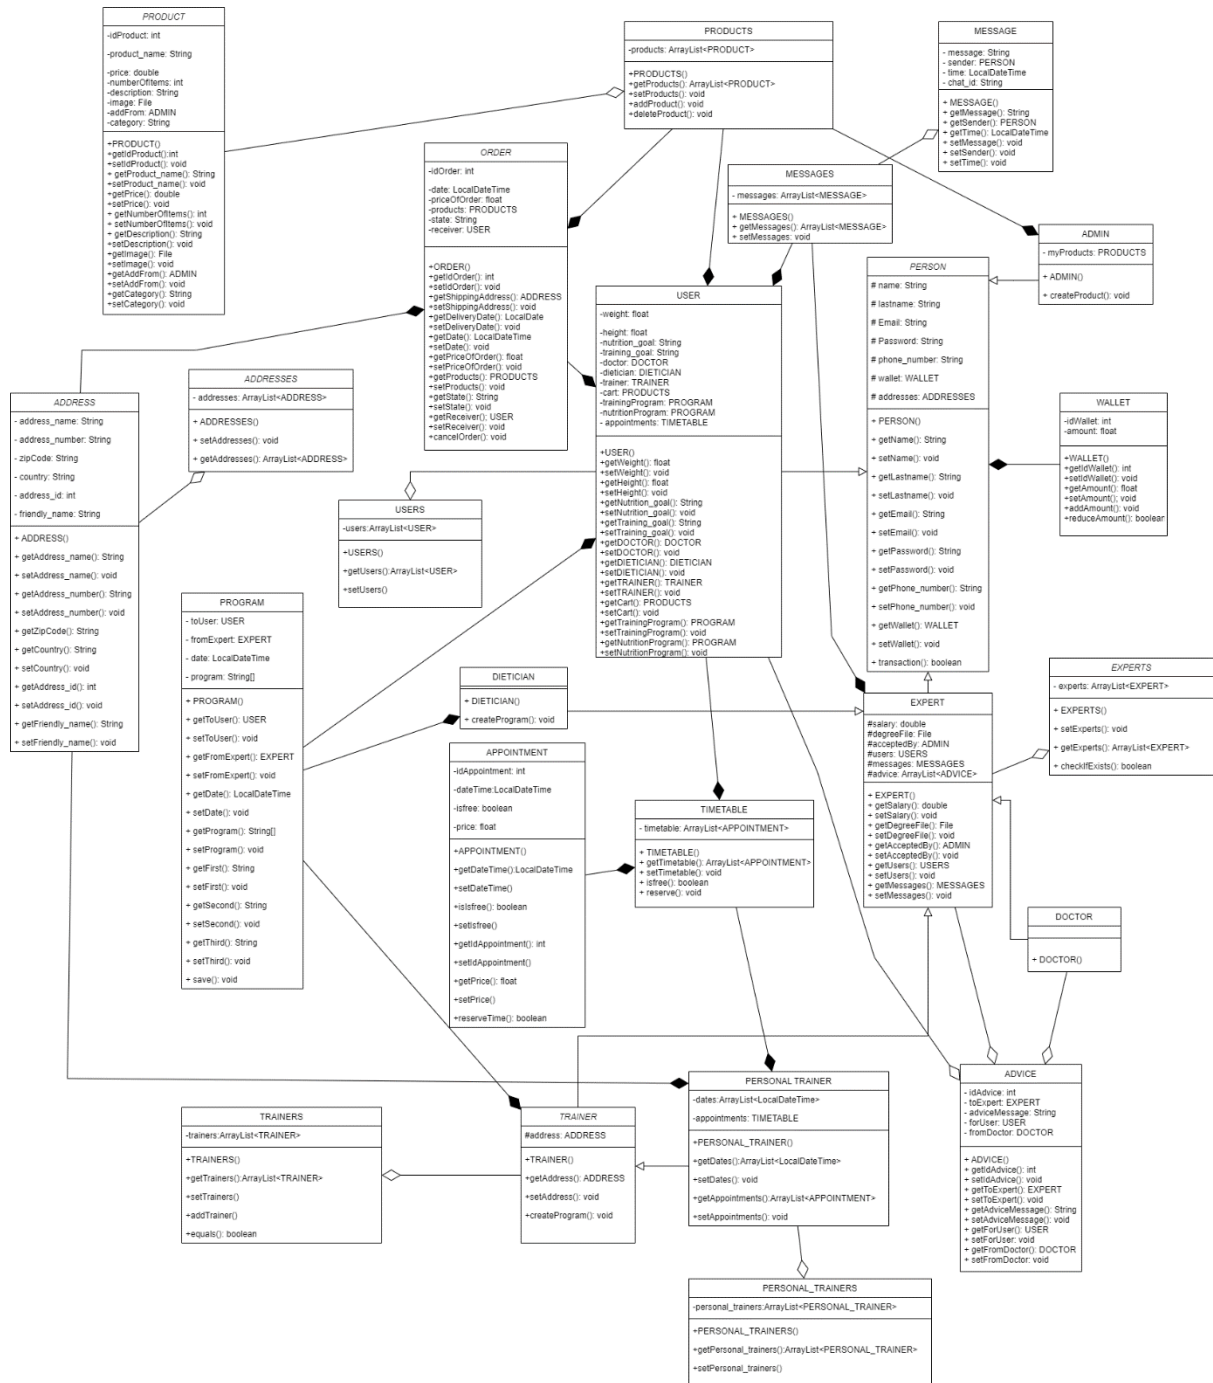 PRODUCT
-idProduct: int
-product_name: String
-price: double
-numberOfItems: int
-description: String
-image: File
-addFrom: ADMIN
-category: String
+PRODUCT()
+getIdProduct():int
+setIdProduct(): void
+ getProduct_name(): String
+setProduct_name(): void
+getPrice(): double
+setPrice(): void
+ getNumberOfItems(): int
+ setNumberOfItems(): void
+ getDescription(): String
+setDescription(): void
+getImage(): File
+setImage(): void
+getAddFrom(): ADMIN
+setAddFrom(): void
+getCategory(): String
+setCategory(): void
PRODUCTS
-products: ArrayList<PRODUCT>
+PRODUCTS()
+getProducts(): ArrayList<PRODUCT>
+setProducts(): void
+addProduct(): void
+deleteProduct(): void
MESSAGE
- message: String
- sender: PERSON
- time: LocalDateTime
- chat_id: String
+ MESSAGE()
+ getMessage(): String
+ getSender(): PERSON
+ getTime(): LocalDateTime
+ setMessage(): void
+ setSender(): void
+ setTime(): void
ORDER
-idOrder: int
-date: LocalDateTime
-priceOfOrder: float
-products: PRODUCTS
-state: String
-receiver: USER
+ORDER()
+getIdOrder(): int
+setIdOrder(): void
+getShippingAddress(): ADDRESS
+setShippingAddress(): void
+getDeliveryDate(): LocalDate
+setDeliveryDate(): void
+getDate(): LocalDateTime
+setDate(): void
+getPriceOfOrder(): float
+setPriceOfOrder(): void
+getProducts(): PRODUCTS
+setProducts(): void
+getState(): String
+setState(): void
+getReceiver(); USER
+setReceiver(): void
+cancelOrder(): void
MESSAGES
- messages: ArrayList<MESSAGE>
+ MESSAGES()
+ getMessages(): ArrayList<MESSAGE>
+ setMessages: void
ADMIN
- myProducts: PRODUCTS
+ ADMIN()
+ createProduct(): void
PERSON
# name: String
# lastname: String
# Email: String
# Password: String
# phone_number: String
# wallet: WALLET
# addresses: ADDRESSES
+ PERSON()
+ getName(): String
+ setName(): void
+ getLastname(): String
+ setLastname(): void
+ getEmail(): String
+ setEmail(): void
+ getPassword(): String
+ setPassword(): void
+ getPhone_number(): String
+ setPhone_number(): void
+ getWallet(): WALLET
+ setWallet(): void
+ transaction(): boolean
USER
-weight: float
-height: float
-nutrition_goal: String
-training_goal: String
-doctor: DOCTOR
-dietician: DIETICIAN
-trainer: TRAINER
-cart: PRODUCTS
-trainingProgram: PROGRAM
-nutritionProgram: PROGRAM
- appointments: TIMETABLE
+USER()
+getWeight(): float
+setWeight(): void
+getHeight(): float
+setHeight(): void
+getNutrition_goal(): String
+setNutrition_goal(): void
+getTraining_goal(): String
+setTraining_goal(): void
+getDOCTOR(): DOCTOR
+setDOCTOR(): void
+getDIETICIAN(): DIETICIAN
+setDIETICIAN(): void
+getTRAINER(): TRAINER
+setTRAINER(): void
+getCart(): PRODUCTS
+setCart(): void
+getTrainingProgram(): PROGRAM
+setTrainingProgram(): void
+getNutritionProgram(): PROGRAM
+setNutritionProgram(): void
ADDRESSES
- addresses: ArrayList<ADDRESS>
+ ADDRESSES()
+ setAddresses(): void
+ getAddresses(): ArrayList<ADDRESS>
ADDRESS
- address_name: String
- address_number: String
- zipCode: String
- country: String
- address_id: int
- friendly_name: String
+ ADDRESS()
+ getAddress_name(): String
+ setAddress_name(): void
+ getAddress_number(): String
+ setAddress_number(): void
+ getZipCode(): String
+ getCountry(): String
+ setCountry(): void
+ getAddress_id(): int
+ setAddress_id(): void
+ getFriendly_name(): String
+ setFriendly_name(): void
WALLET
-idWallet: int
-amount: float
+WALLET()
+getIdWallet(): int
+setIdWallet(): void
+getAmount(): float
+setAmount(); void
+addAmount(): void
+reduceAmount(): boolean
USERS
-users:ArrayList<USER>
+USERS()
+getUsers():ArrayList<USER>
+setUsers()
PROGRAM
- toUser: USER
- fromExpert: EXPERT
- date: LocalDateTime
- program: String[]
+ PROGRAM()
+ getToUser(): USER
+ setToUser(): void
+ getFromExpert(): EXPERT
+ setFromExpert(): void
+ getDate(): LocalDateTime
+ setDate(): void
+ getProgram(): String[]
+ setProgram(): void
+ getFirst(): String
+ setFirst(): void
+ getSecond(): String
+ setSecond(): void
+ getThird(): String
+ setThird(): void
+ save(): void
DIETICIAN
+ DIETICIAN()
+ createProgram(): void
EXPERT
#salary: double
#degreeFile: File
#acceptedBy: ADMIN
#users: USERS
#messages: MESSAGES
#advice: ArrayList<ADVICE>
+ EXPERT()
+ getSalary(): double
+ setSalary(): void
+ getDegreeFile(): File
+ setDegreeFile(): void
+ getAcceptedBy(): ADMIN
+ setAcceptedBy(): void
+ getUsers(): USERS
+ setUsers(): void
+ getMessages(): MESSAGES
+ setMessages(): void
EXPERTS
- experts: ArrayList<EXPERT>
+ EXPERTS()
+ setExperts(): void
+ getExperts(): ArrayList<EXPERT>
+ checkIfExists(): boolean
APPOINTMENT
-idAppointment: int
-dateTime:LocalDateTime
-isfree: boolean
-price: float
+APPOINTMENT()
+getDateTime():LocalDateTime
+setDateTime()
+isIsfree(): boolean
+setIsfree()
+getIdAppointment(): int
+setIdAppointment()
+getPrice(): float
+setPrice()
+reserveTime(): boolean
TIMETABLE
- timetable: ArrayList<APPOINTMENT>
+ TIMETABLE()
+ getTimetable(): ArrayList<APPOINTMENT>
+ setTimetable(): void
+ isfree(): boolean
+ reserve(): void
DOCTOR
+ DOCTOR()
ADVICE
- idAdvice: int
- toExpert: EXPERT
- adviceMessage: String
- forUser: USER
- fromDoctor: DOCTOR
+ ADVICE()
+ getIdAdvice(): int
+ setIdAdvice(): void
+ getToExpert(): EXPERT
+ setToExpert(): void
+ getAdviceMessage(): String
+ setAdviceMessage(): void
+ getForUser(): USER
+ setForUser: void
+ getFromDoctor(): DOCTOR
+ setFromDoctor: void
PERSONAL TRAINER
-dates:ArrayList<LocalDateTime>
-appointments: TIMETABLE
+PERSONAL_TRAINER()
+getDates():ArrayList<LocalDateTime>
+setDates(): void
+getAppointments():ArrayList<APPOINTMENT>
+setAppointments(): void
TRAINERS
-trainers:ArrayList<TRAINER>
+TRAINERS()
+getTrainers():ArrayList<TRAINER>
+setTrainers()
+addTrainer()
+equals(): boolean
TRAINER
#address: ADDRESS
+TRAINER()
+getAddress(): ADDRESS
+setAddress(): void
+createProgram(): void
PERSONAL_TRAINERS
-personal_trainers:ArrayList<PERSONAL_TRAINER>
+PERSONAL_TRAINERS()
+getPersonal_trainers():ArrayList<PERSONAL_TRAINER>
+setPersonal_trainers()